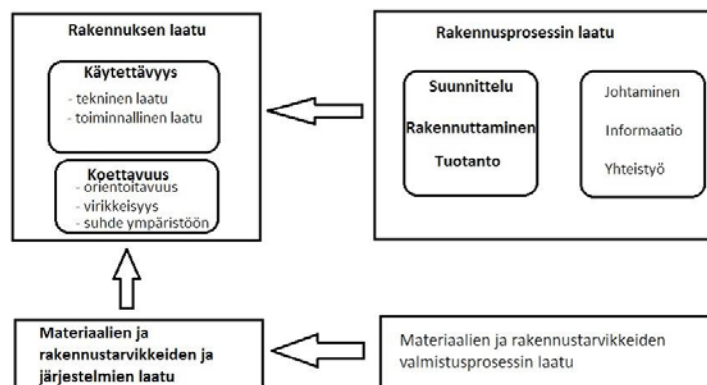 Rakennuksen laatu
Käytettävyys
- tekninen laatu
- toiminnallinen laatu
Koettavuus
- orientoitavuus
- virikkeisyys
- suhde ympäristöön
Rakennusprosessin laatu
Suunnittelu
Rakennuttaminen
Tuotanto
Johtaminen
Informaatio
Yhteistyö
Materiaalien ja
rakennustarvikkeiden ja
järjestelmien laatu
Materiaalien ja rakennustarvikkeiden
valmistusprosessin laatu